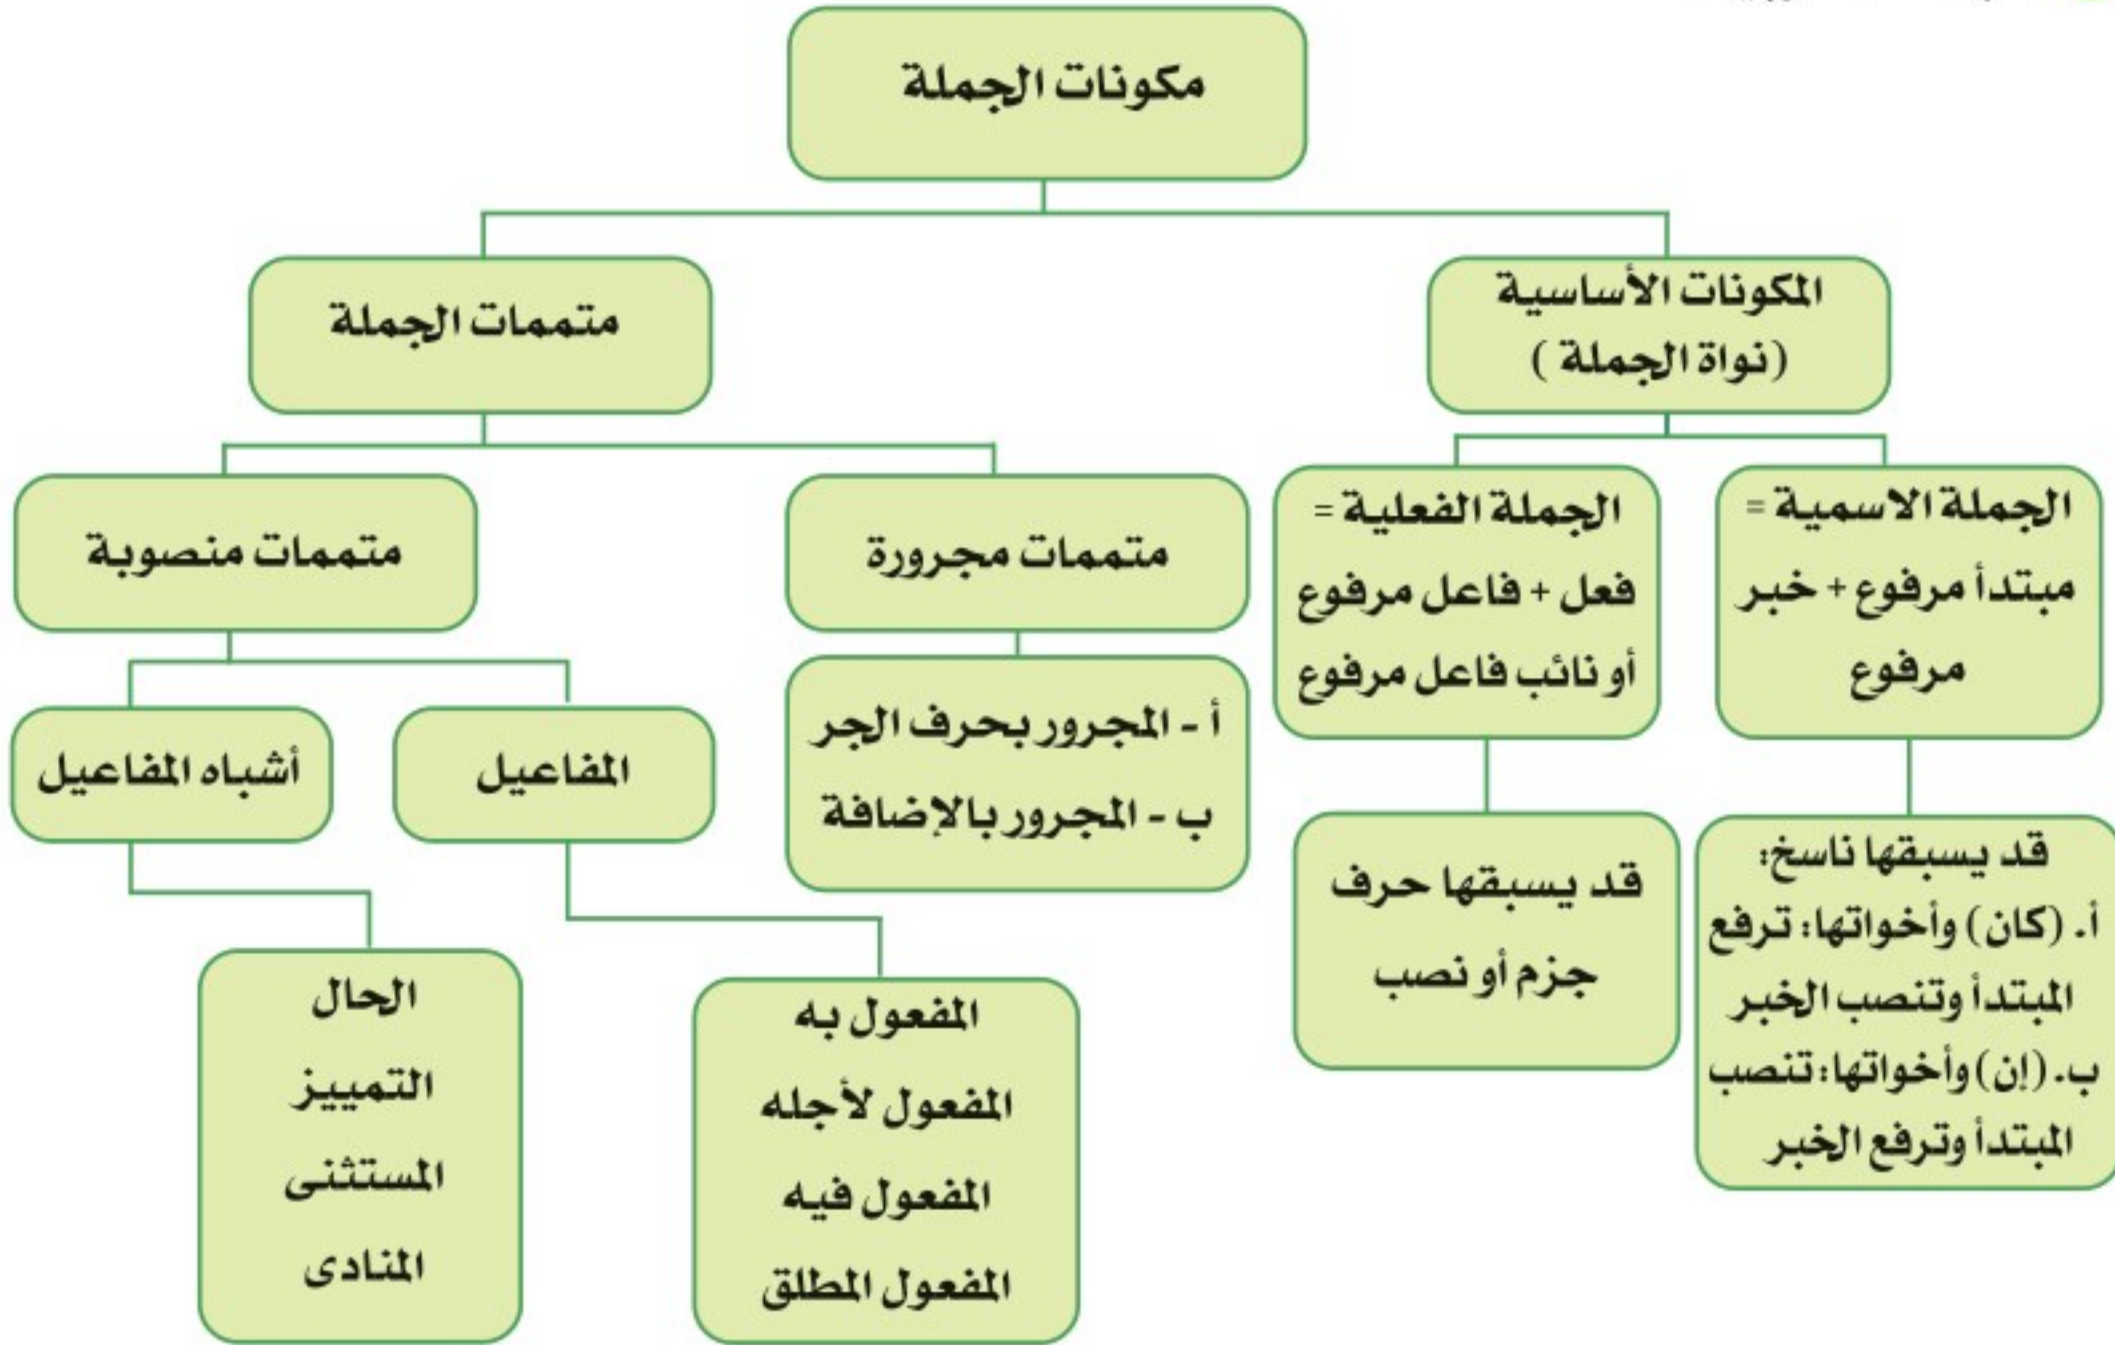 مكونات الجملة
المكونات الأساسية
(نواة الجملة )
متممات الجملة
الجملة الاسمية =
مبتدأ مرفوع + خبر
مرفوع
الجملة الفعلية =
فعل + فاعل مرفوع
أو نائب فاعل مرفوع
متممات مجرورة
متممات منصوبة
قد يسبقها ناسخ:
أ. (كان) وأخواتها: ترفع
المبتدأ وتنصب الخبر
ب. (إن) وأخواتها: تنصب
المبتدأ وترفع الخبر
قد يسبقها حرف
جزم أو نصب
أ - المجرور بحرف الجر
ب - المجرور بالإضافة
المفاعيل
أشباه المفاعيل
المفعول به
المفعول لأجله
المفعول فيه
المفعول المطلق
الحال
التمييز
المستثنى
المنادى